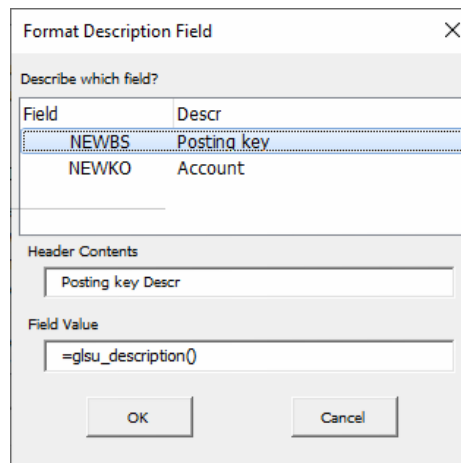 Format Description Field
Describe which field?
Field Descr
NEWBS Posting key
NEWKO Account
Header Contents
Posting key Descr
Field Value
=glsu_description()
OK Cancel